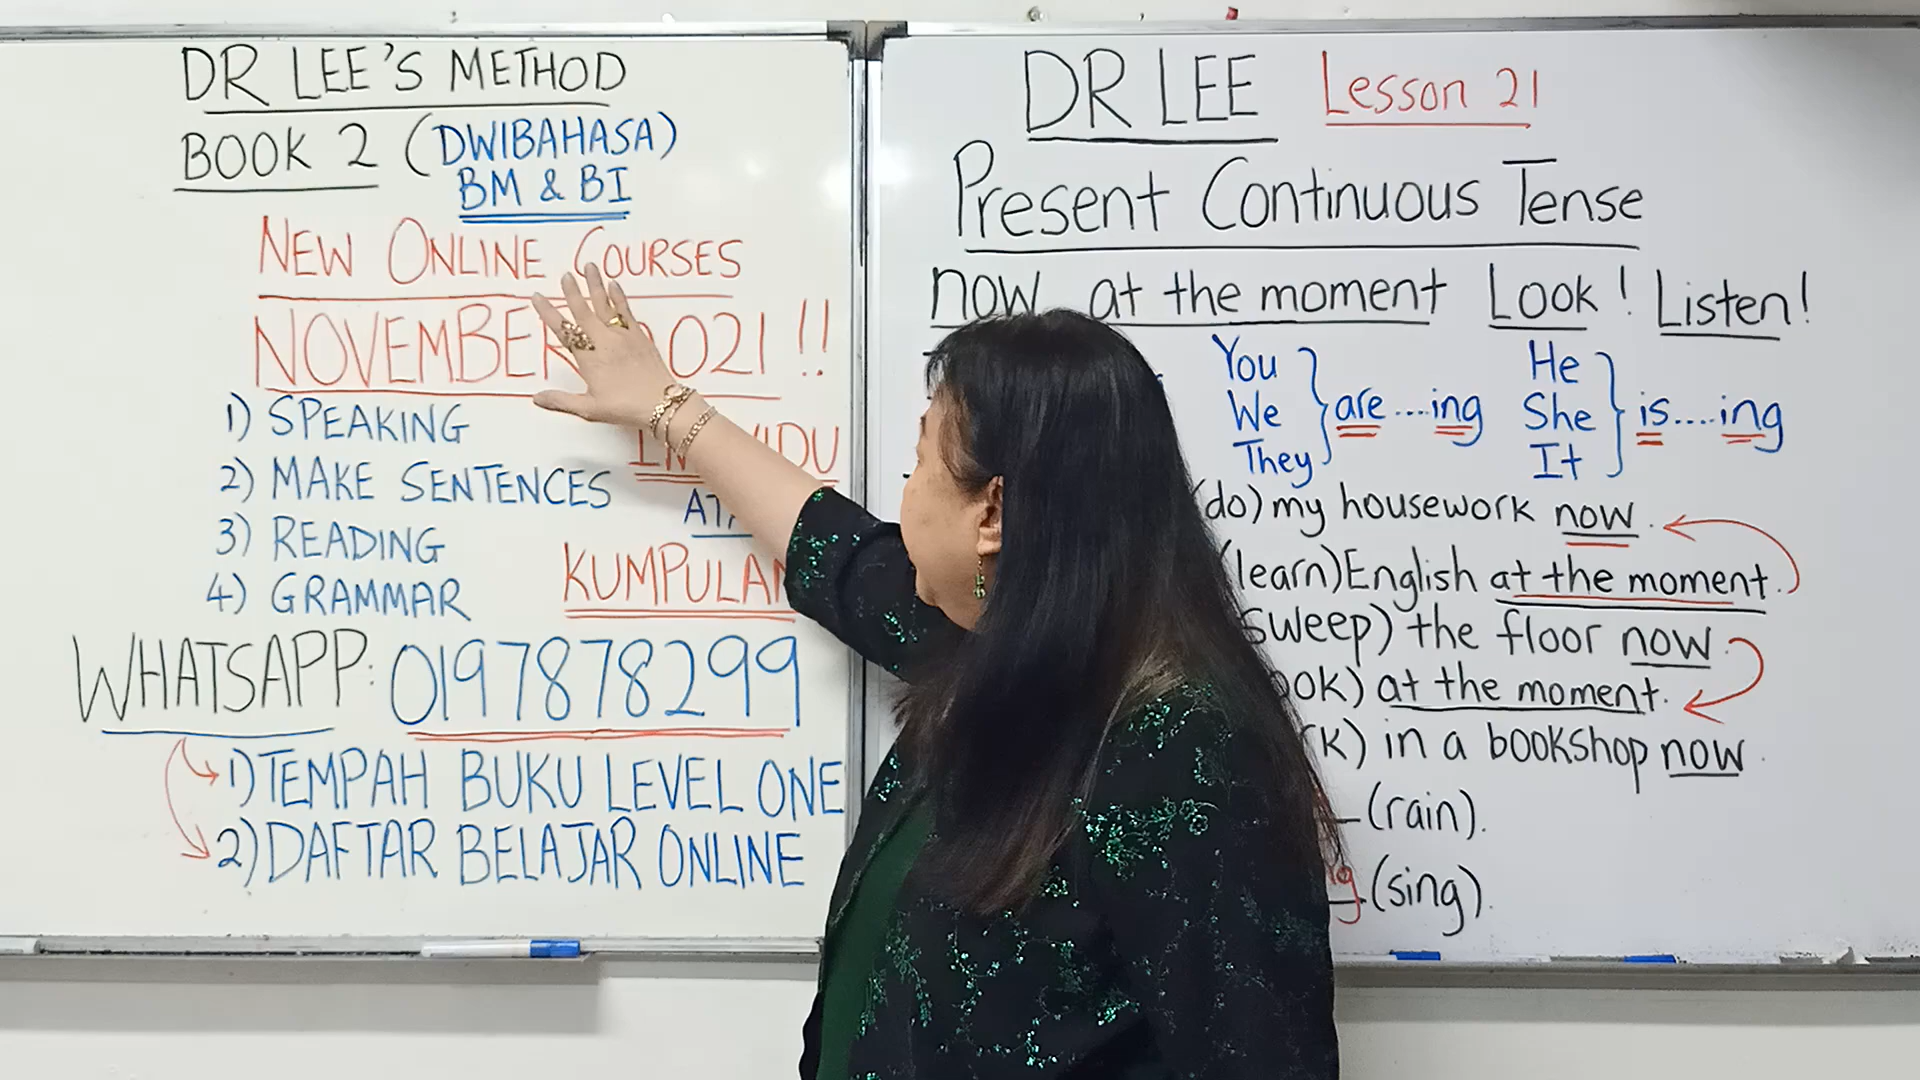 DR LEE'S METHOD
BOOK 2 (DWIBAHASA)
BM & BI
NEW ONLINE COURSES
NOVEMBER 2021 !!
1) SPEAKING
2) MAKE SENTENCES
3) READING
4) GRAMMAR
KUMPULAN
WHATSAPP: 0197878299
1) TEMPAH BUKU LEVEL ONE
2) DAFTAR BELAJAR ONLINE
DR LEE Lesson 21
Present Continuous Tense
now at the moment Look! Listen!
You He
We are....ing She is....ing
They It
(do) my housework now.
(learn) English at the moment.
(sweep) the floor now.
at the moment.
in a bookshop now.
(rain).
(sing).